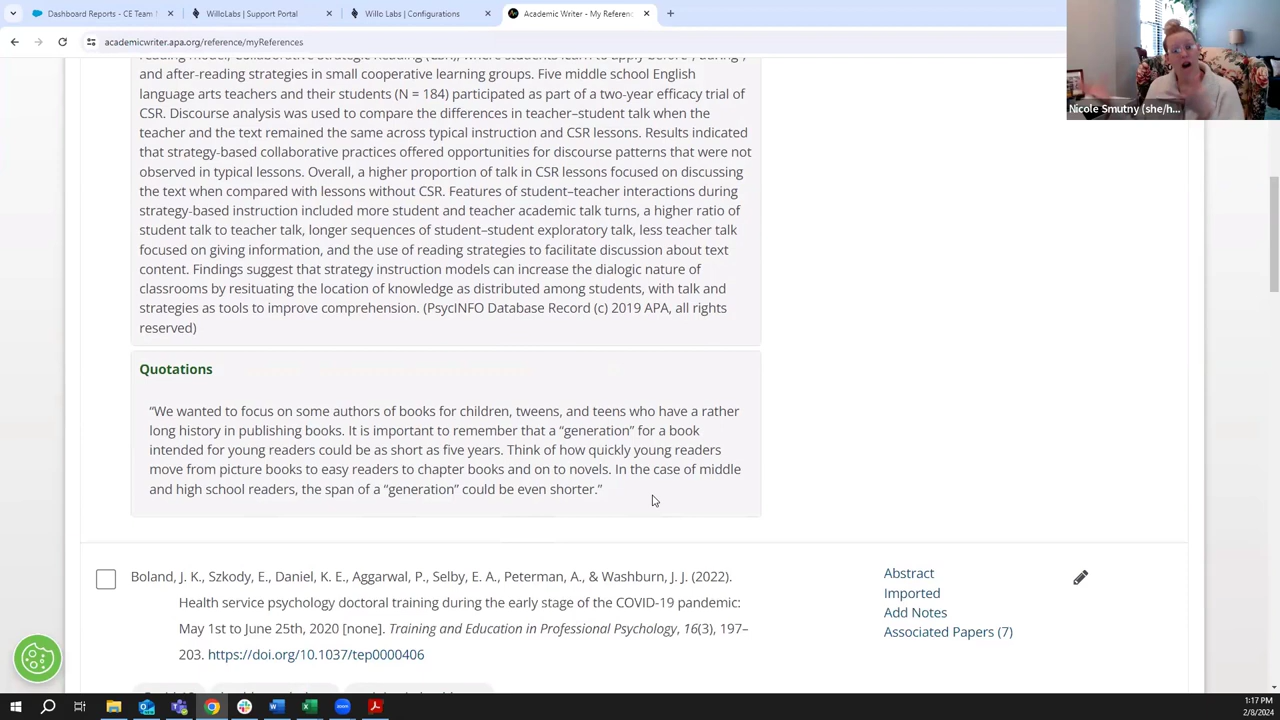 Dashboard Reports - CE Team
WilloLabs | Support Portal
Willo Labs | Configurations
Academic Writer - My Referenc
academicwriter.apa.org/reference/myReferences
Nicole Smutny (she/h...
and after-reading strategies in small cooperative learning groups. Five middle school English
language arts teachers and their students (N = 184) participated as part of a two-year efficacy trial of
CSR. Discourse analysis was used to compare the differences in teacher–student talk when the
teacher and the text remained the same across typical instruction and CSR lessons. Results indicated
that strategy-based collaborative practices offered opportunities for discourse patterns that were not
observed in typical lessons. Overall, a higher proportion of talk in CSR lessons focused on discussing
the text when compared with lessons without CSR. Features of student–teacher interactions during
strategy-based instruction included more student and teacher academic talk turns, a higher ratio of
student talk to teacher talk, longer sequences of student–student exploratory talk, less teacher talk
focused on giving information, and the use of reading strategies to facilitate discussion about text
content. Findings suggest that strategy instruction models can increase the dialogic nature of
classrooms by resituating the location of knowledge as distributed among students, with talk and
strategies as tools to improve comprehension. (PsycINFO Database Record (c) 2019 APA, all rights
reserved)
Quotations
“We wanted to focus on some authors of books for children, tweens, and teens who have a rather
long history in publishing books. It is important to remember that a “generation” for a book
intended for young readers could be as short as five years. Think of how quickly young readers
move from picture books to easy readers to chapter books and on to novels. In the case of middle
and high school readers, the span of a “generation” could be even shorter.”
Boland, J. K., Szkody, E., Daniel, K. E., Aggarwal, P., Selby, E. A., Peterman, A., & Washburn, J. J. (2022).
Health service psychology doctoral training during the early stage of the COVID-19 pandemic:
May 1st to June 25th, 2020 [none]. Training and Education in Professional Psychology, 16(3), 197–
203. https://doi.org/10.1037/tep0000406
Abstract
Imported
Add Notes
Associated Papers (7)
1:17 PM
2/8/2024